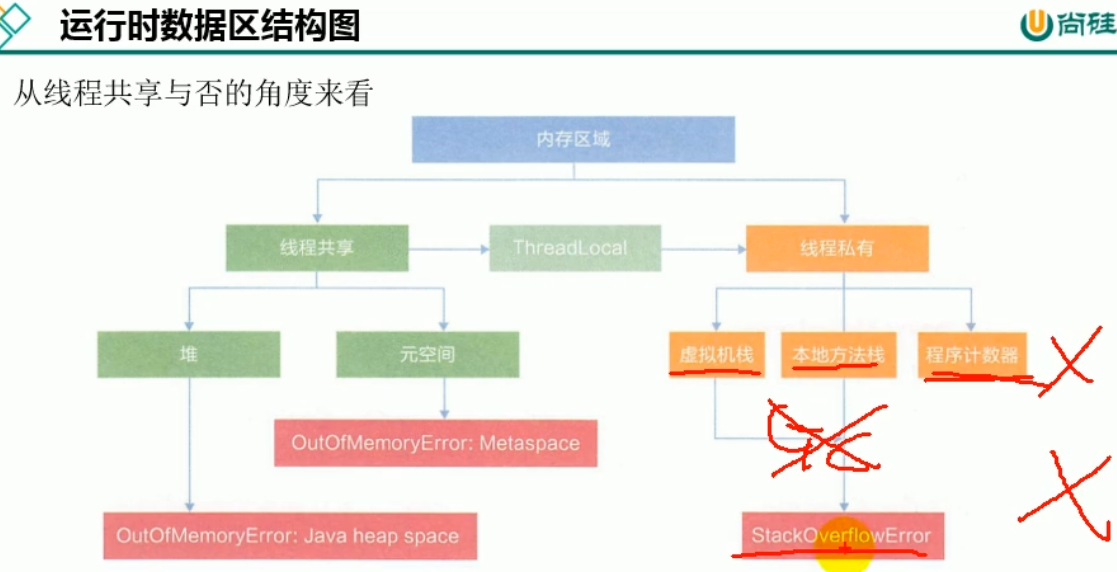 运行时数据区结构图
尚硅
从线程共享与否的角度来看
内存区域
线程共享
ThreadLocal
线程私有
堆
元空间
虚拟机栈
本地方法栈
程序计数器
OutOfMemoryError: Metaspace
OutOfMemoryError: Java heap space
StackOverflowError